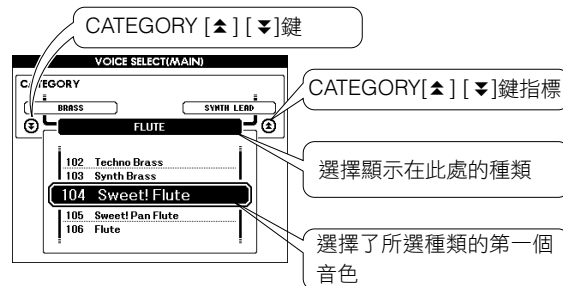 CATEGORY [⯭] [⯯]鍵
VOICE SELECT(MAIN)
CATEGORY
BRASS
SYNTH LEAD
CATEGORY[⯭] [⯯]鍵指標
FLUTE
102 Techno Brass
103 Synth Brass
選擇顯示在此處的種類
104 Sweet! Flute
105 Sweet! Pan Flute
106 Flute
選擇了所選種類的第一個
音色